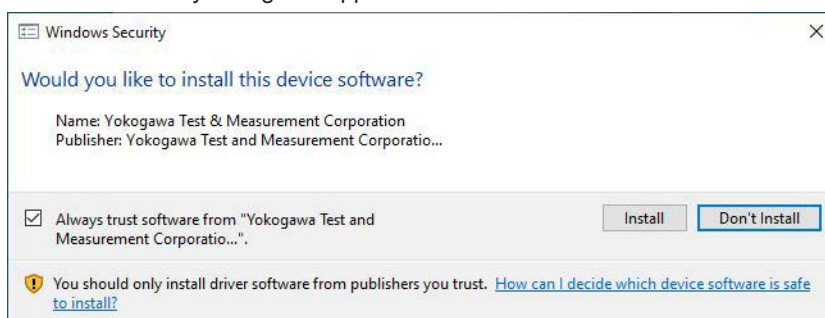 Windows Security
Would you like to install this device software?
Name: Yokogawa Test & Measurement Corporation
Publisher: Yokogawa Test and Measurement Corporatio...
Always trust software from "Yokogawa Test and
Measurement Corporatio...".
Install
Don't Install
You should only install driver software from publishers you trust. How can I decide which device software is safe
to install?